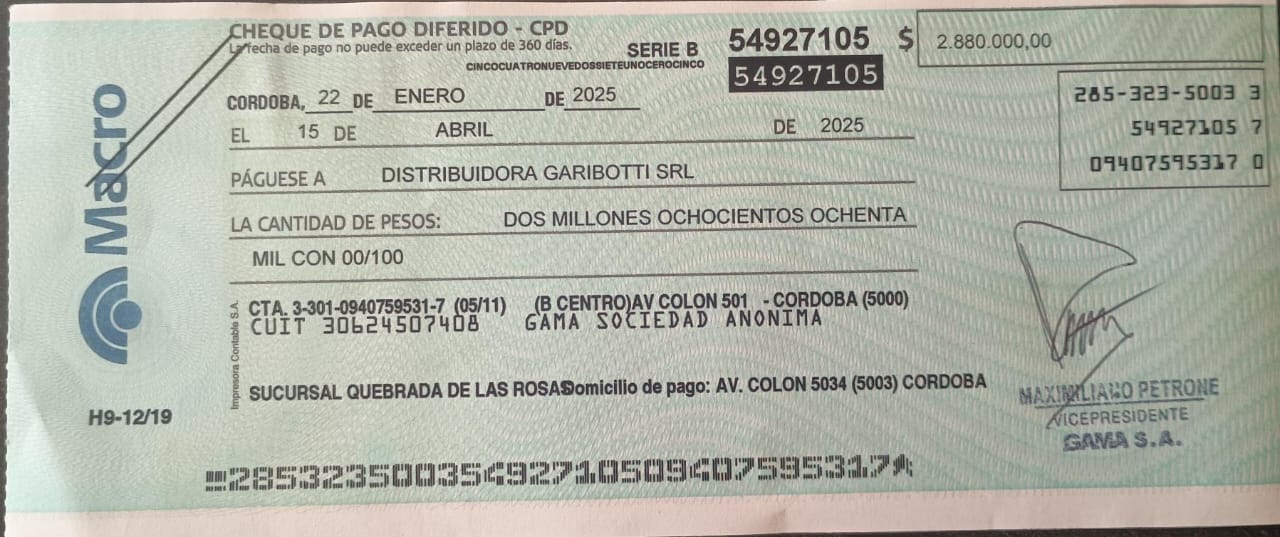 CHEQUE DE PAGO DIFERIDO - CPD
La fecha de pago no puede exceder un plazo de 360 días.
SERIE B
54927105
$ 2.880.000,00
CINCOCUATRONUEVEDOSSIETEUNOCEROCINCO
54927105
285-323-5003 3
54927105 7
09407595317 0
CORDOBA, 22 DE ENERO DE 2025
EL 15 DE ABRIL DE 2025
PÁGUESE A DISTRIBUIDORA GARIBOTTI SRL
LA CANTIDAD DE PESOS: DOS MILLONES OCHOCIENTOS OCHENTA
MIL CON 00/100
CTA. 3-301-0940759531-7 (05/11) (B CENTRO)AV COLON 501 - CORDOBA (5000)
CUIT 30624507408 GAMA SOCIEDAD ANONIMA
SUCURSAL QUEBRADA DE LAS ROSAS Domicilio de pago: AV. COLON 5034 (5003) CORDOBA
Macro
H9-12/19
Impresora Contable S.A.
MAXIMILIANO PETRONE
VICEPRESIDENTE
GAMA S.A.
28532350035492710509407595317